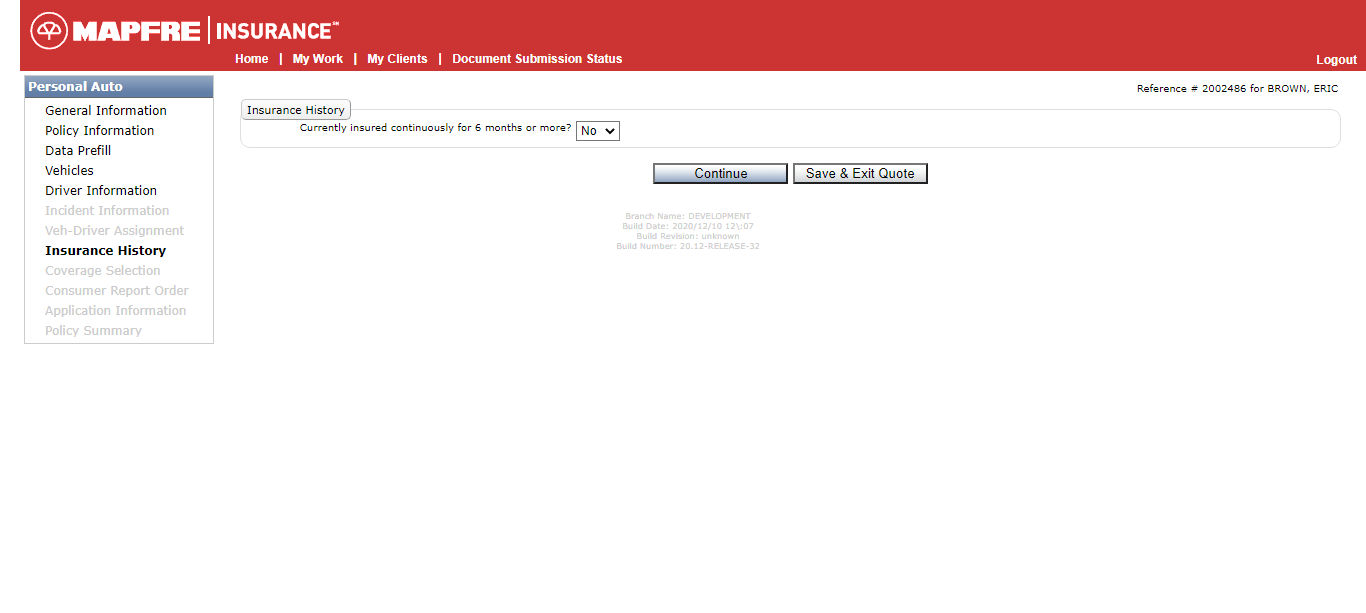 MAPFRE | INSURANCE℠
Home | My Work | My Clients | Document Submission Status
Logout
Personal Auto
General Information
Policy Information
Data Prefill
Vehicles
Driver Information
Incident Information
Veh-Driver Assignment
Insurance History
Coverage Selection
Consumer Report Order
Application Information
Policy Summary
Reference # 2002486 for BROWN, ERIC
Insurance History
Currently insured continuously for 6 months or more? No
Continue Save & Exit Quote
Branch Name: DEVELOPMENT
Build Date: 2020/12/10 12\:07
Build Revision: unknown
Build Number: 20.12-RELEASE-32